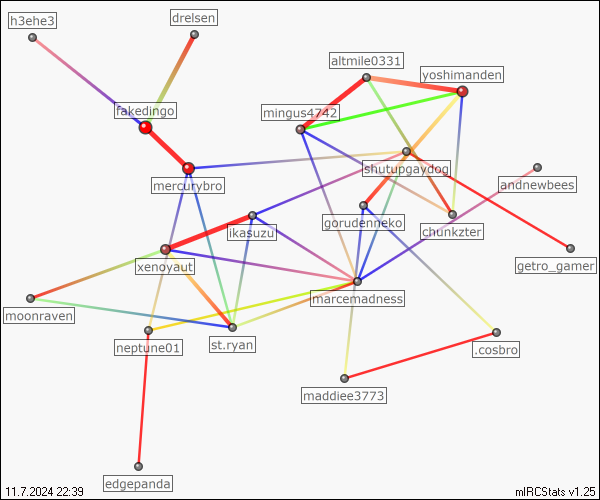 h3ehe3
drelsen
altmile0331
yoshimanden
fakedingo
mingus4742
shutupgaydog
mercurybro
andnewbees
ikasuzu
gorudenneko
chunkzter
xenoyaut
getro_gamer
marcemadness
moonraven
neptune01
st.ryan
.cosbro
maddiee3773
edgepanda
11.7.2024 22:39
mIRCStats v1.25